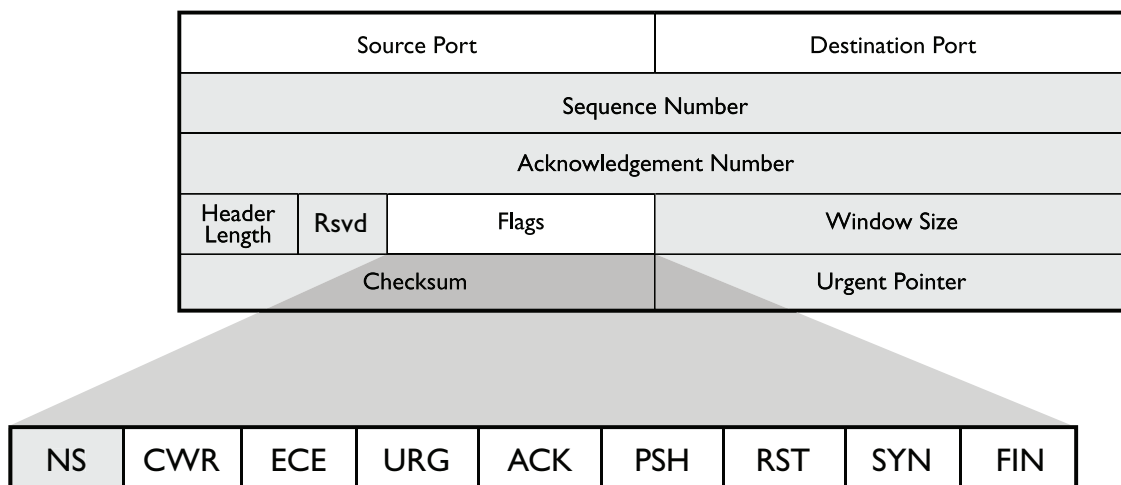 Source Port Destination Port
Sequence Number
Acknowledgement Number
Header Length Rsvd Flags Window Size
Checksum Urgent Pointer
NS CWR ECE URG ACK PSH RST SYN FIN